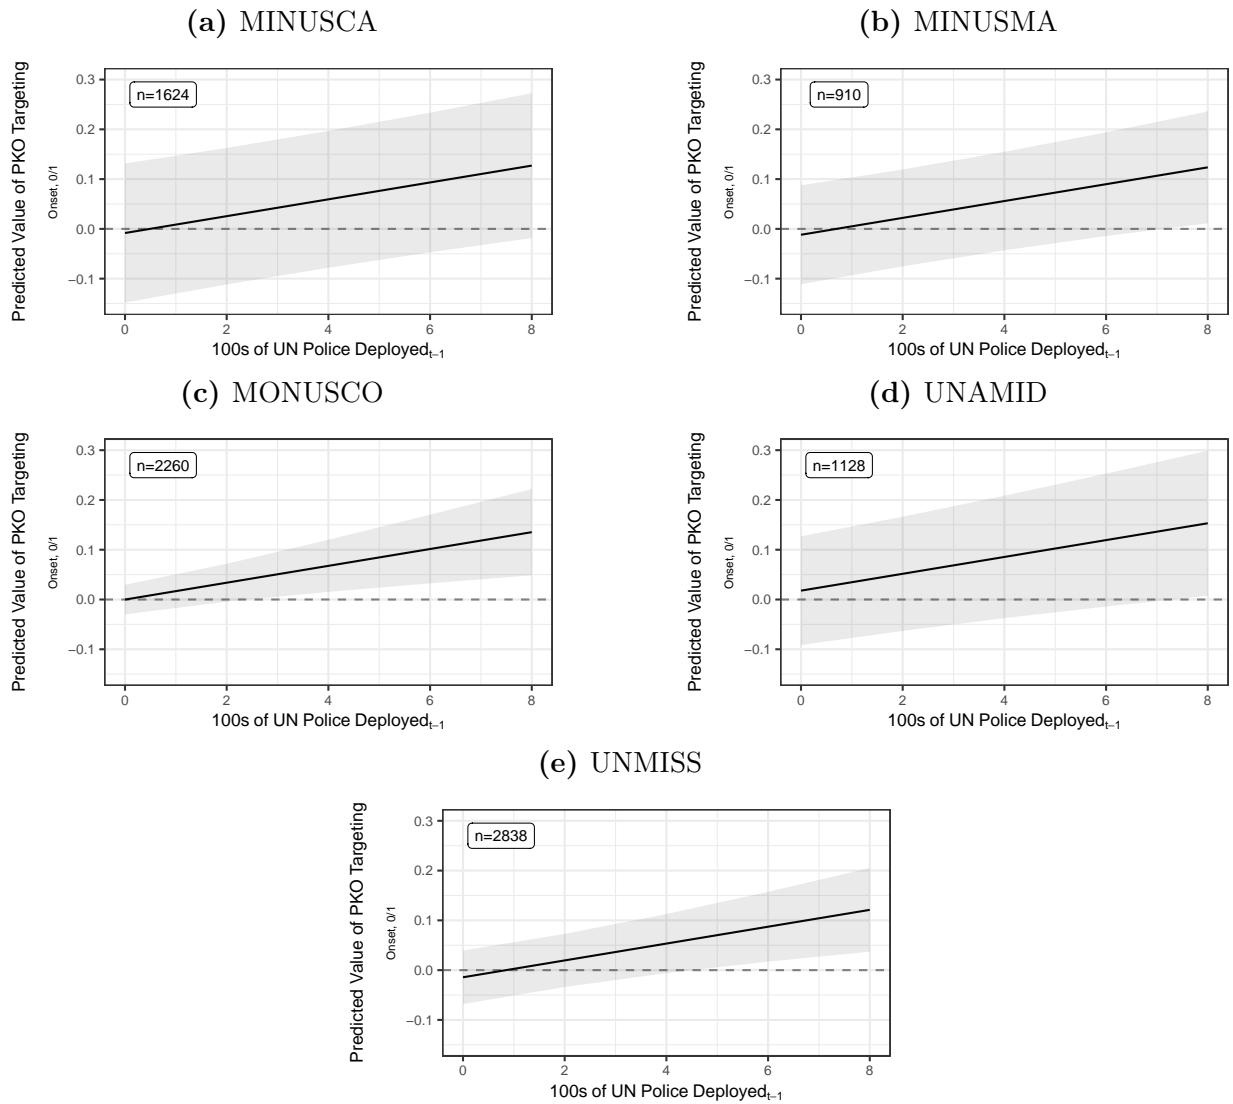 (a) MINUSCA
Predicted Value of PKO Targeting
Onset, 0/1
0.3
0.2
0.1
0.0
−0.1
n=1624
0 2 4 6 8
100s of UN Police Deployedt−1
(b) MINUSMA
Predicted Value of PKO Targeting
Onset, 0/1
0.3
0.2
0.1
0.0
−0.1
n=910
0 2 4 6 8
100s of UN Police Deployedt−1
(c) MONUSCO
Predicted Value of PKO Targeting
Onset, 0/1
0.3
0.2
0.1
0.0
−0.1
n=2260
0 2 4 6 8
100s of UN Police Deployedt−1
(d) UNAMID
Predicted Value of PKO Targeting
Onset, 0/1
0.3
0.2
0.1
0.0
−0.1
n=1128
0 2 4 6 8
100s of UN Police Deployedt−1
(e) UNMISS
Predicted Value of PKO Targeting
Onset, 0/1
0.3
0.2
0.1
0.0
−0.1
n=2838
0 2 4 6 8
100s of UN Police Deployedt−1